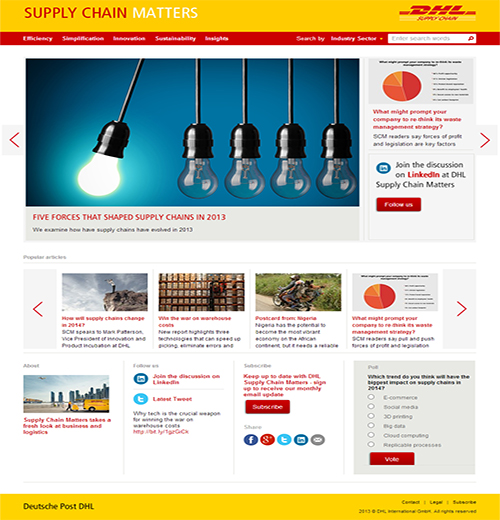 SUPPLY CHAIN MATTERS
DHL
SUPPLY CHAIN
Efficiency Simplification Innovation Sustainability Insights
Search by Industry Sector
Enter search words
What might prompt your company to re-think its waste
management strategy?
What might prompt your
company to re-think its waste
management strategy?
SCM readers say forces of profit
and legislation are key factors
Join the discussion
on LinkedIn at DHL
Supply Chain Matters
Follow us
FIVE FORCES THAT SHAPED SUPPLY CHAINS IN 2013
We examine how have supply chains have evolved in 2013
Popular articles
How will supply chains change
in 2014?
SCM speaks to Mark Patterson,
Vice President of Innovation and
Product Incubation at DHL
Win the war on warehouse
costs
New report highlights three
technologies that can speed up
picking, eliminate errors and
Postcard from: Nigeria
Nigeria has the potential to
become the most vibrant
economy on the African
continent, but it needs a reliable
What might prompt your
company to re-think its waste
management strategy?
SCM readers say pull and push
forces of profit and legislation
About
Supply Chain Matters takes a
fresh look at business and
logistics
Follow us
Join the discussion on
LinkedIn
Latest Tweet
Why tech is the crucial weapon
for winning the war on
warehouse costs
Subscribe
Keep up to date with DHL
Supply Chain Matters - sign
up to receive our monthly
email update
Subscribe
Share
Poll
Which trend do you think will have the
biggest impact on supply chains in
2014?
E-commerce
Social media
3D printing
Big data
Cloud computing
Replicable processes
Vote
Deutsche Post DHL
Contact | Legal | Subscribe
2013 © DHL International GmbH. All rights reserved